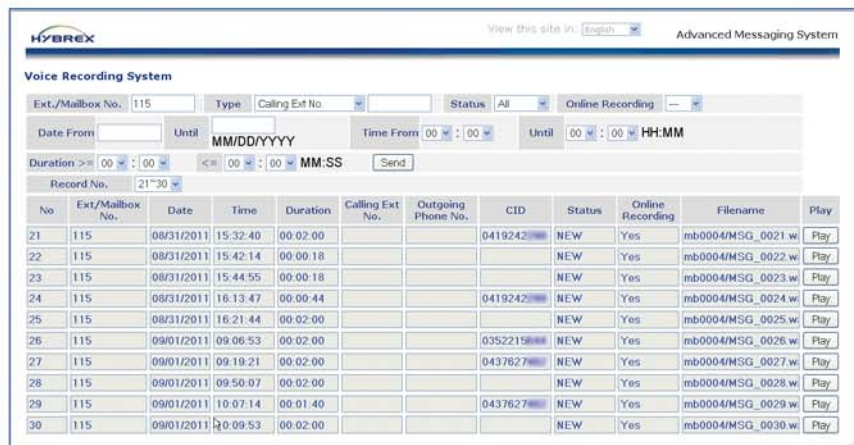 HYBREX
View this site in: English
Advanced Messaging System
Voice Recording System
Ext./Mailbox No. 115 Type Calling Ext No. Status All Online Recording ---
Date From Until MM/DD/YYYY Time From 00 : 00 Until 00 : 00 HH:MM
Duration >= 00 : 00 <= 00 : 00 MM:SS Send
Record No. 21~30
No Ext/Mailbox No. Date Time Duration Calling Ext No. Outgoing Phone No. CID Status Online Recording Filename Play
21 115 08/31/2011 15:32:40 00:02:00 0419242 NEW Yes mb0004/MSG_0021.w Play
22 115 08/31/2011 15:42:14 00:00:18 NEW Yes mb0004/MSG_0022.w Play
23 115 08/31/2011 15:44:55 00:00:18 NEW Yes mb0004/MSG_0023.w Play
24 115 08/31/2011 16:13:47 00:00:44 0419242 NEW Yes mb0004/MSG_0024.w Play
25 115 08/31/2011 16:21:44 00:02:00 NEW Yes mb0004/MSG_0025.w Play
26 115 09/01/2011 09:06:53 00:02:00 0352215 NEW Yes mb0004/MSG_0026.w Play
27 115 09/01/2011 09:19:21 00:02:00 0437627 NEW Yes mb0004/MSG_0027.w Play
28 115 09/01/2011 09:50:07 00:02:00 NEW Yes mb0004/MSG_0028.w Play
29 115 09/01/2011 10:07:14 00:01:40 0437627 NEW Yes mb0004/MSG_0029.w Play
30 115 09/01/2011 10:09:53 00:02:00 NEW Yes mb0004/MSG_0030.w Play